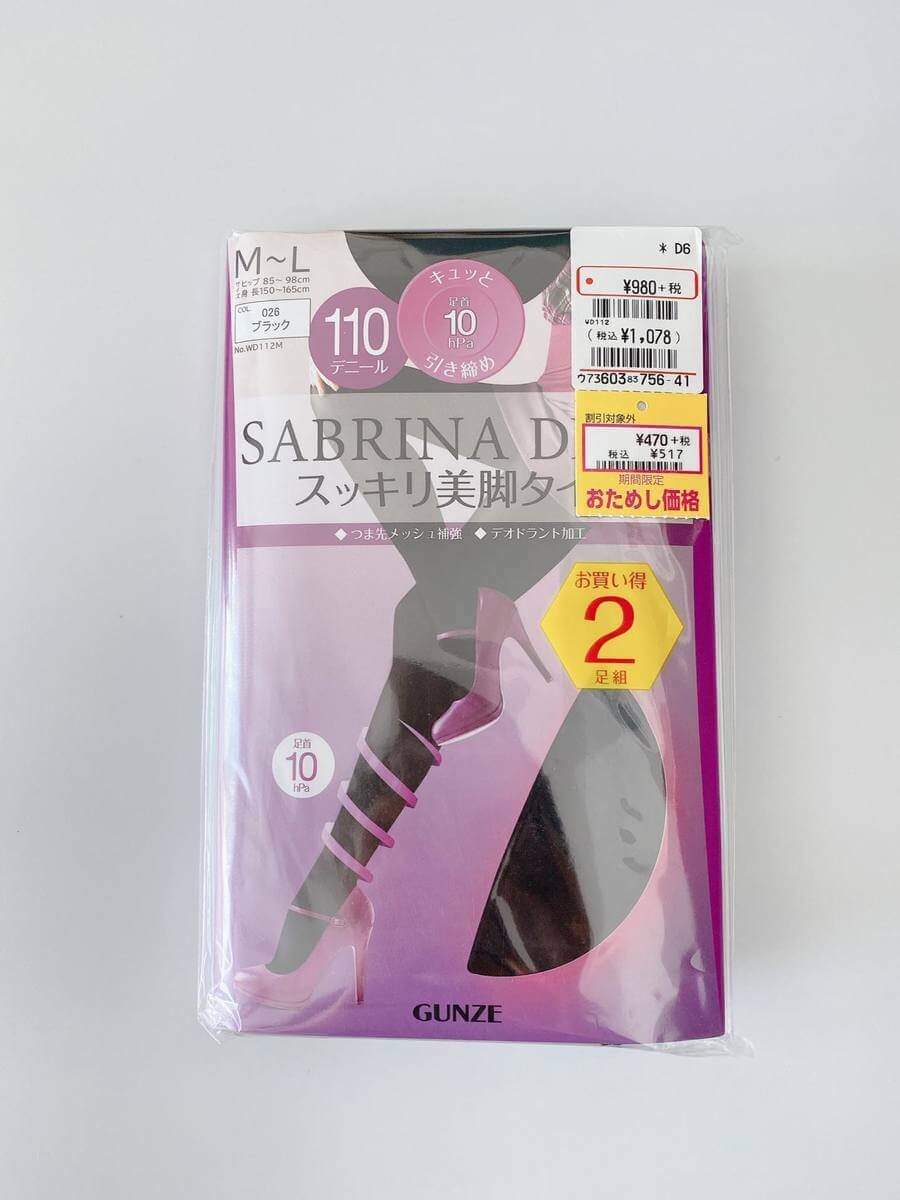 M～L
サイズ ヒップ 85～98cm
身長 150～165cm
COL. 026
ブラック
No.WD112M
110
デニール
キュッと
足首
10
hPa
引き締め
* D6
¥980+税
WD112
(税込 ¥1,078)
ウ73603 83 756-41
割引対象外
¥470+税
税込 ¥517
期間限定
おためし価格
SABRINA
スッキリ美脚タイ
◆つま先メッシュ補強 ◆デオドラント加工
お買い得
2
足組
足首
10
hPa
GUNZE